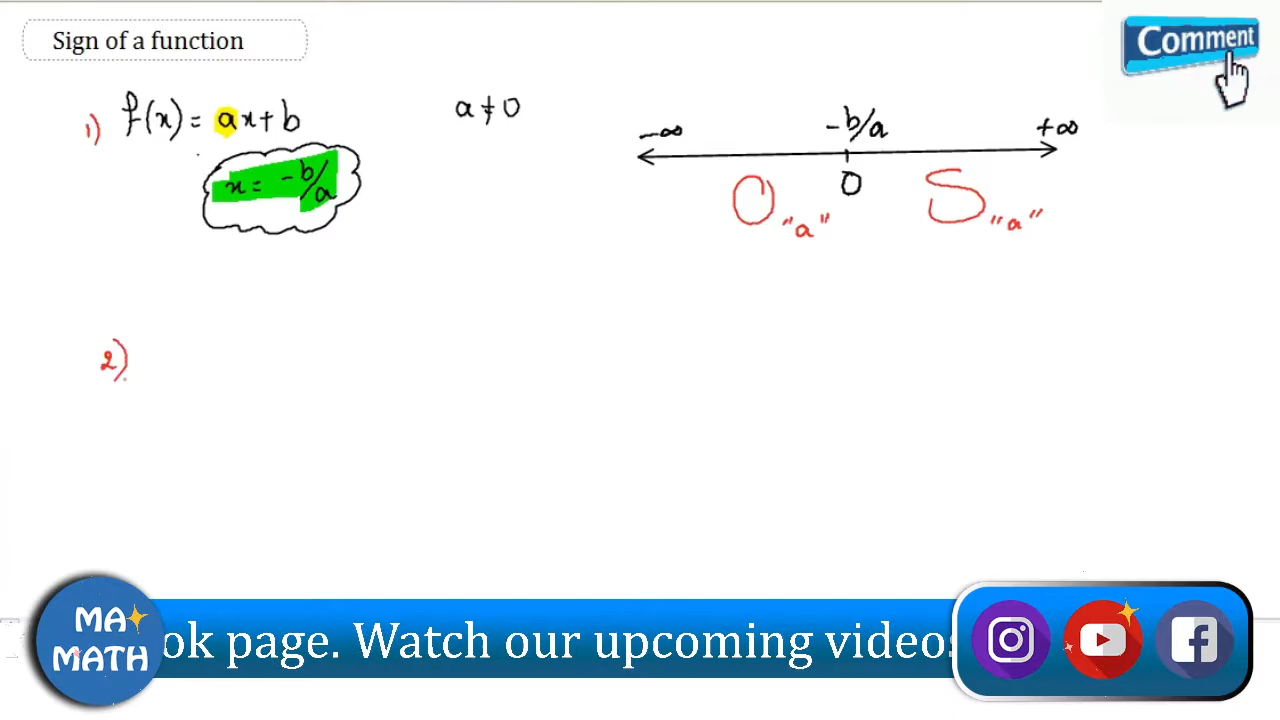 Sign of a function
Comment
1) f(x) = ax + b
a ≠ 0
x = -b/a
-∞ -b/a +∞
0
O "a" S "a"
2)
MA
MATH
ok page. Watch our upcoming videos